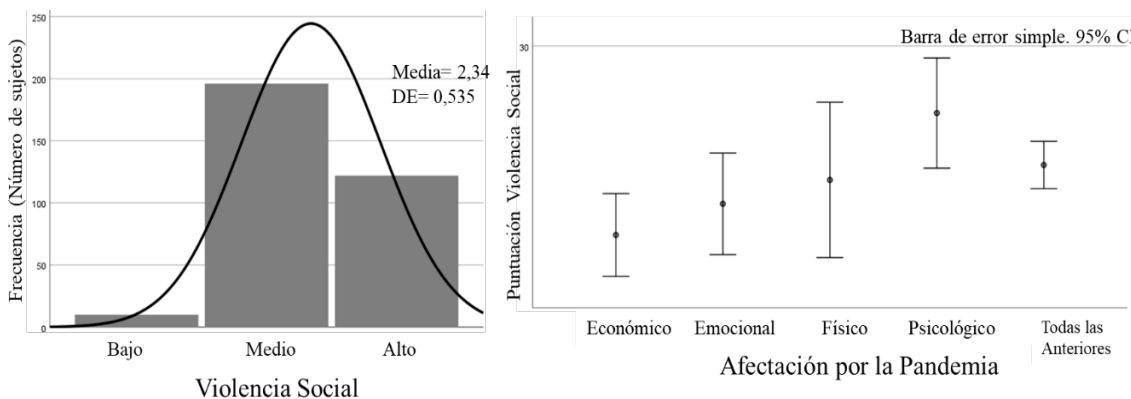 Frecuencia (Número de sujetos)
250
200
150
100
50
0
Media= 2,34
DE= 0,535
Bajo
Medio
Alto
Violencia Social
Puntuación Violencia Social
30
Barra de error simple. 95% CI
Económico
Emocional
Físico
Psicológico
Todas las
Anteriores
Afectación por la Pandemia